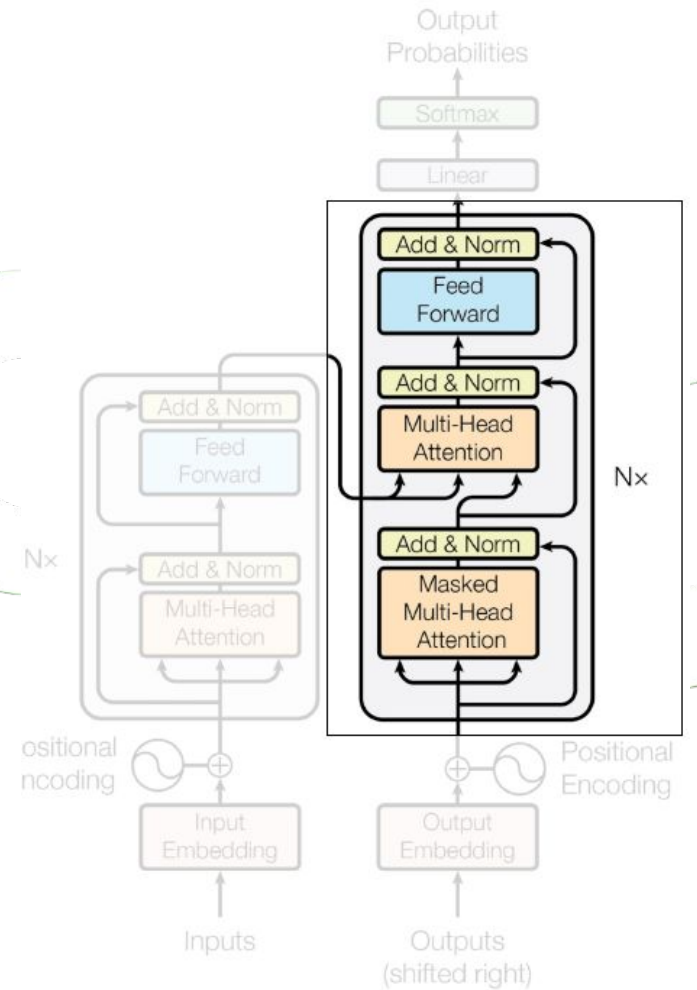 Output
Probabilities
Softmax
Linear
Add & Norm
Feed
Forward
Add & Norm
Multi-Head
Attention
Add & Norm
Masked
Multi-Head
Attention
Nx
Add & Norm
Feed
Forward
Add & Norm
Multi-Head
Attention
Nx
ositional
ncoding
Positional
Encoding
Input
Embedding
Output
Embedding
Inputs
Outputs
(shifted right)